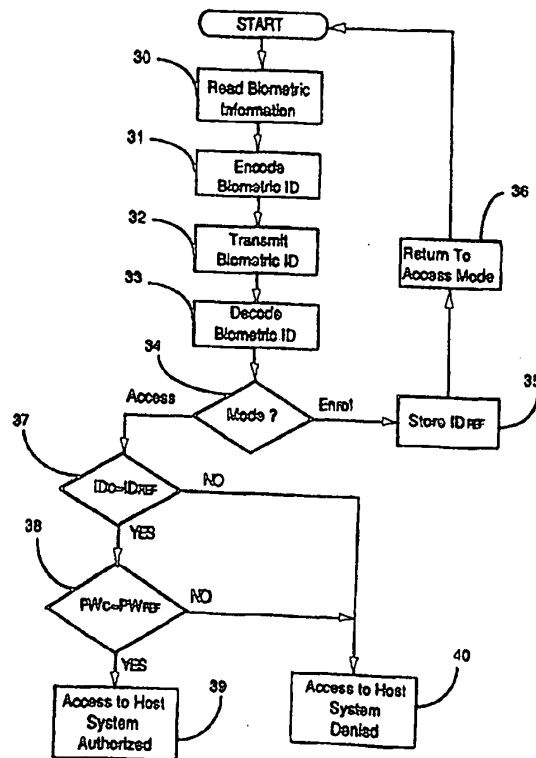 START
30
Read Biometric
Information
31
Encode
Biometric ID
32
Transmit
Biometric ID
33
Decode
Biometric ID
36
Return To
Access Mode
34
Mode ?
Access
Enrol
35
Store IDREF
37
IDC=IDREF
NO
YES
38
PWC=PWREF
NO
YES
39
Access to Host
System
Authorized
40
Access to Host
System
Denied